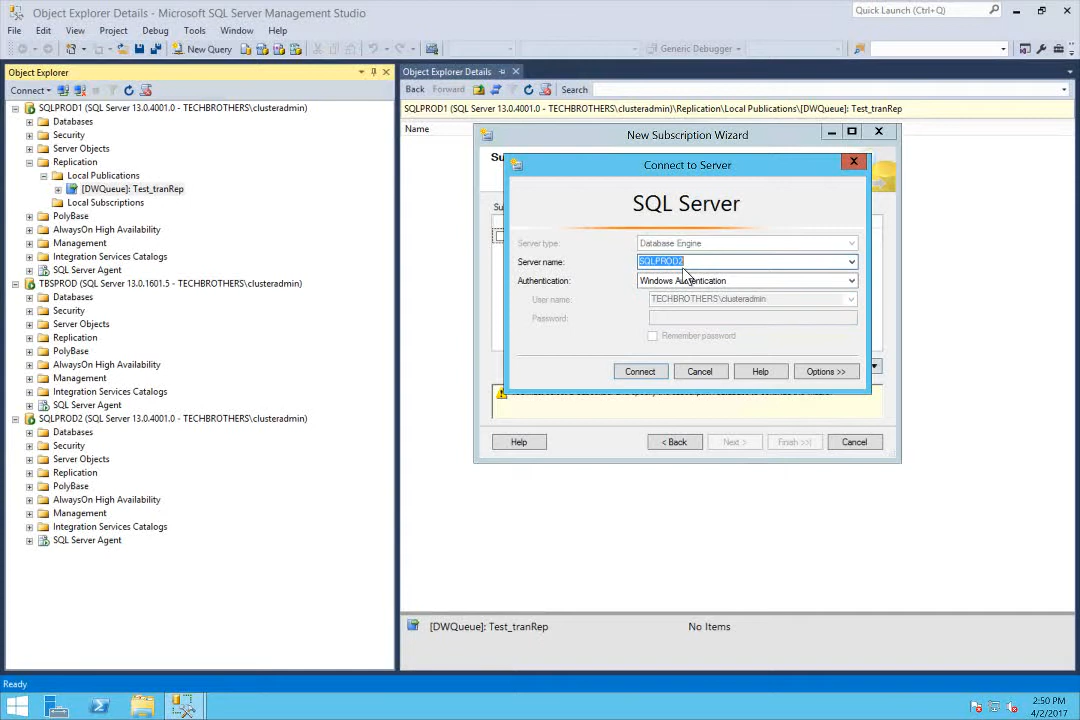 Object Explorer Details - Microsoft SQL Server Management Studio
Quick Launch (Ctrl+Q)
File Edit View Project Debug Tools Window Help
New Query
Generic Debugger
Object Explorer
Connect
SQLPROD1 (SQL Server 13.0.4001.0 - TECHBROTHERS\clusteradmin)
Databases
Security
Server Objects
Replication
Local Publications
[DWQueue]: Test_tranRep
Local Subscriptions
PolyBase
AlwaysOn High Availability
Management
Integration Services Catalogs
SQL Server Agent
TBSPROD (SQL Server 13.0.1601.5 - TECHBROTHERS\clusteradmin)
Databases
Security
Server Objects
Replication
PolyBase
AlwaysOn High Availability
Management
Integration Services Catalogs
SQL Server Agent
SQLPROD2 (SQL Server 13.0.4001.0 - TECHBROTHERS\clusteradmin)
Databases
Security
Server Objects
Replication
PolyBase
AlwaysOn High Availability
Management
Integration Services Catalogs
SQL Server Agent
Object Explorer Details
Back Forward Search
SQLPROD1 (SQL Server 13.0.4001.0 - TECHBROTHERS\clusteradmin)\Replication\Local Publications\[DWQueue]: Test_tranRep
Name
New Subscription Wizard
Connect to Server
SQL Server
Server type: Database Engine
Server name: SQLPROD2
Authentication: Windows Authentication
User name: TECHBROTHERS\clusteradmin
Password:
Remember password
Connect Cancel Help Options >>
Help < Back Next > Finish >>| Cancel
[DWQueue]: Test_tranRep No Items
Ready
2:50 PM
4/2/2017